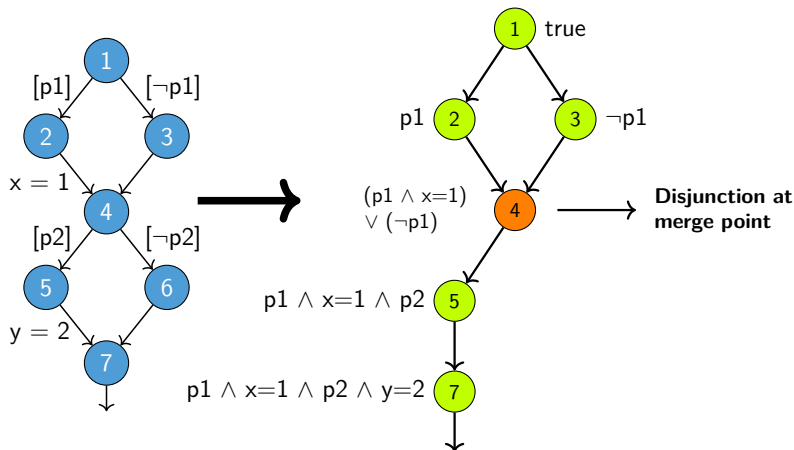 1
[p1] [¬p1]
2 3
x = 1
4
[p2] [¬p2]
5 6
y = 2
7
1 true
p1 2 3 ¬p1
(p1 ∧ x=1)
∨ (¬p1)
4
Disjunction at
merge point
p1 ∧ x=1 ∧ p2 5
p1 ∧ x=1 ∧ p2 ∧ y=2 7